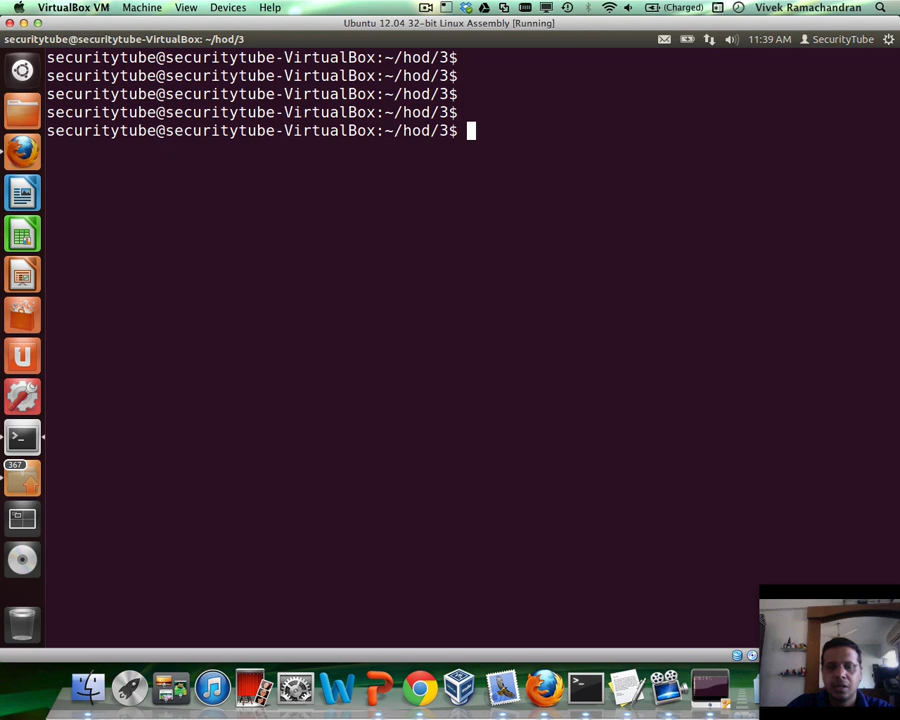 VirtualBox VM Machine View Devices Help (Charged) Vivek Ramachandran
Ubuntu 12.04 32-bit Linux Assembly [Running]
securitytube@securitytube-VirtualBox: ~/hod/3 11:39 AM SecurityTube
securitytube@securitytube-VirtualBox:~/hod/3$
securitytube@securitytube-VirtualBox:~/hod/3$
securitytube@securitytube-VirtualBox:~/hod/3$
securitytube@securitytube-VirtualBox:~/hod/3$
securitytube@securitytube-VirtualBox:~/hod/3$
367